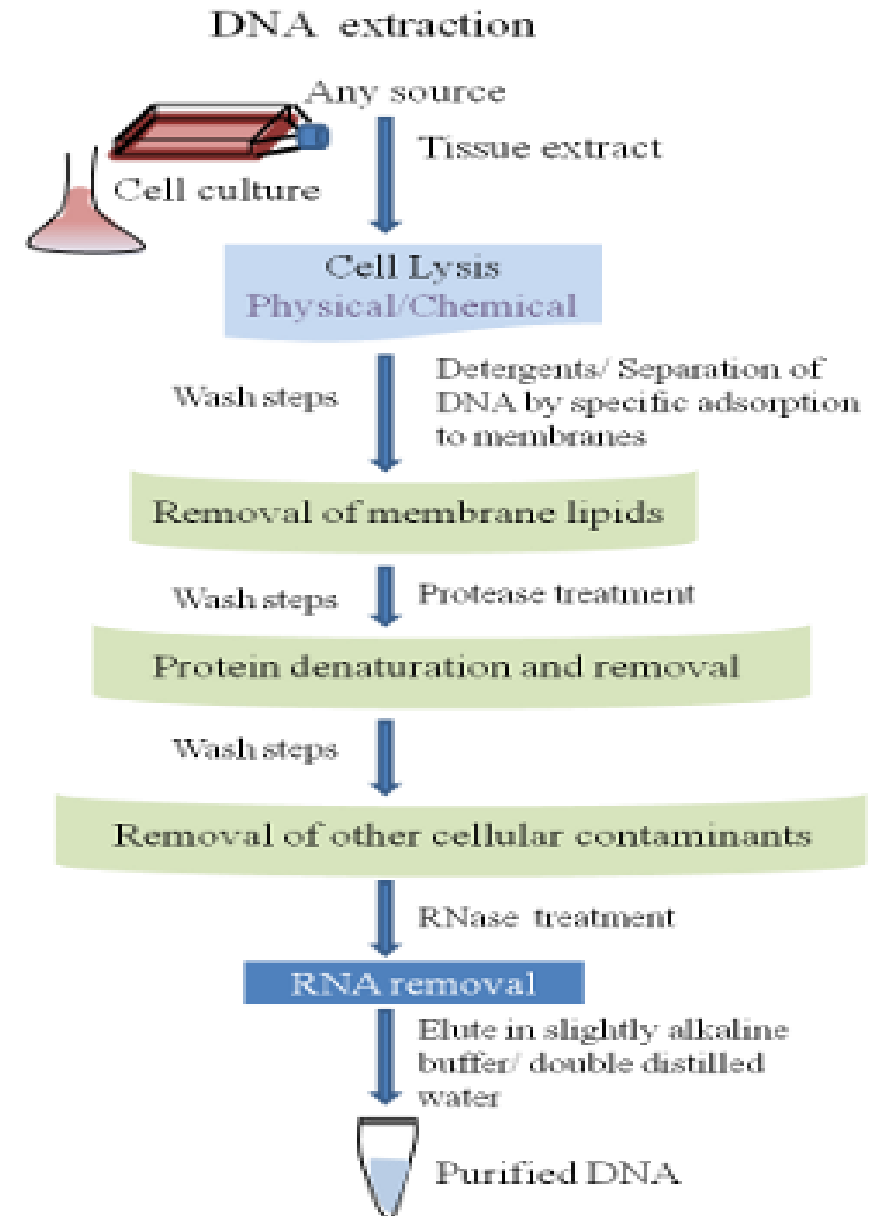 DNA extraction
Any source
Tissue extract
Cell culture
Cell Lysis
Physical/Chemical
Wash steps
Detergents/ Separation of
DNA by specific adsorption
to membranes
Removal of membrane lipids
Wash steps
Protease treatment
Protein denaturation and removal
Wash steps
Removal of other cellular contaminants
RNase treatment
RNA removal
Elute in slightly alkaline
buffer/ double distilled
water
Purified DNA